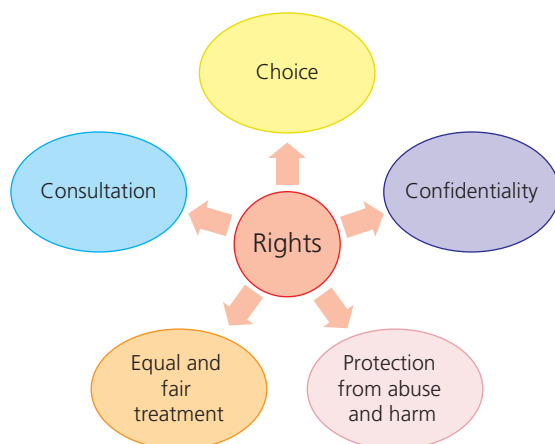 Choice
Consultation
Confidentiality
Rights
Equal and
fair
treatment
Protection
from abuse
and harm